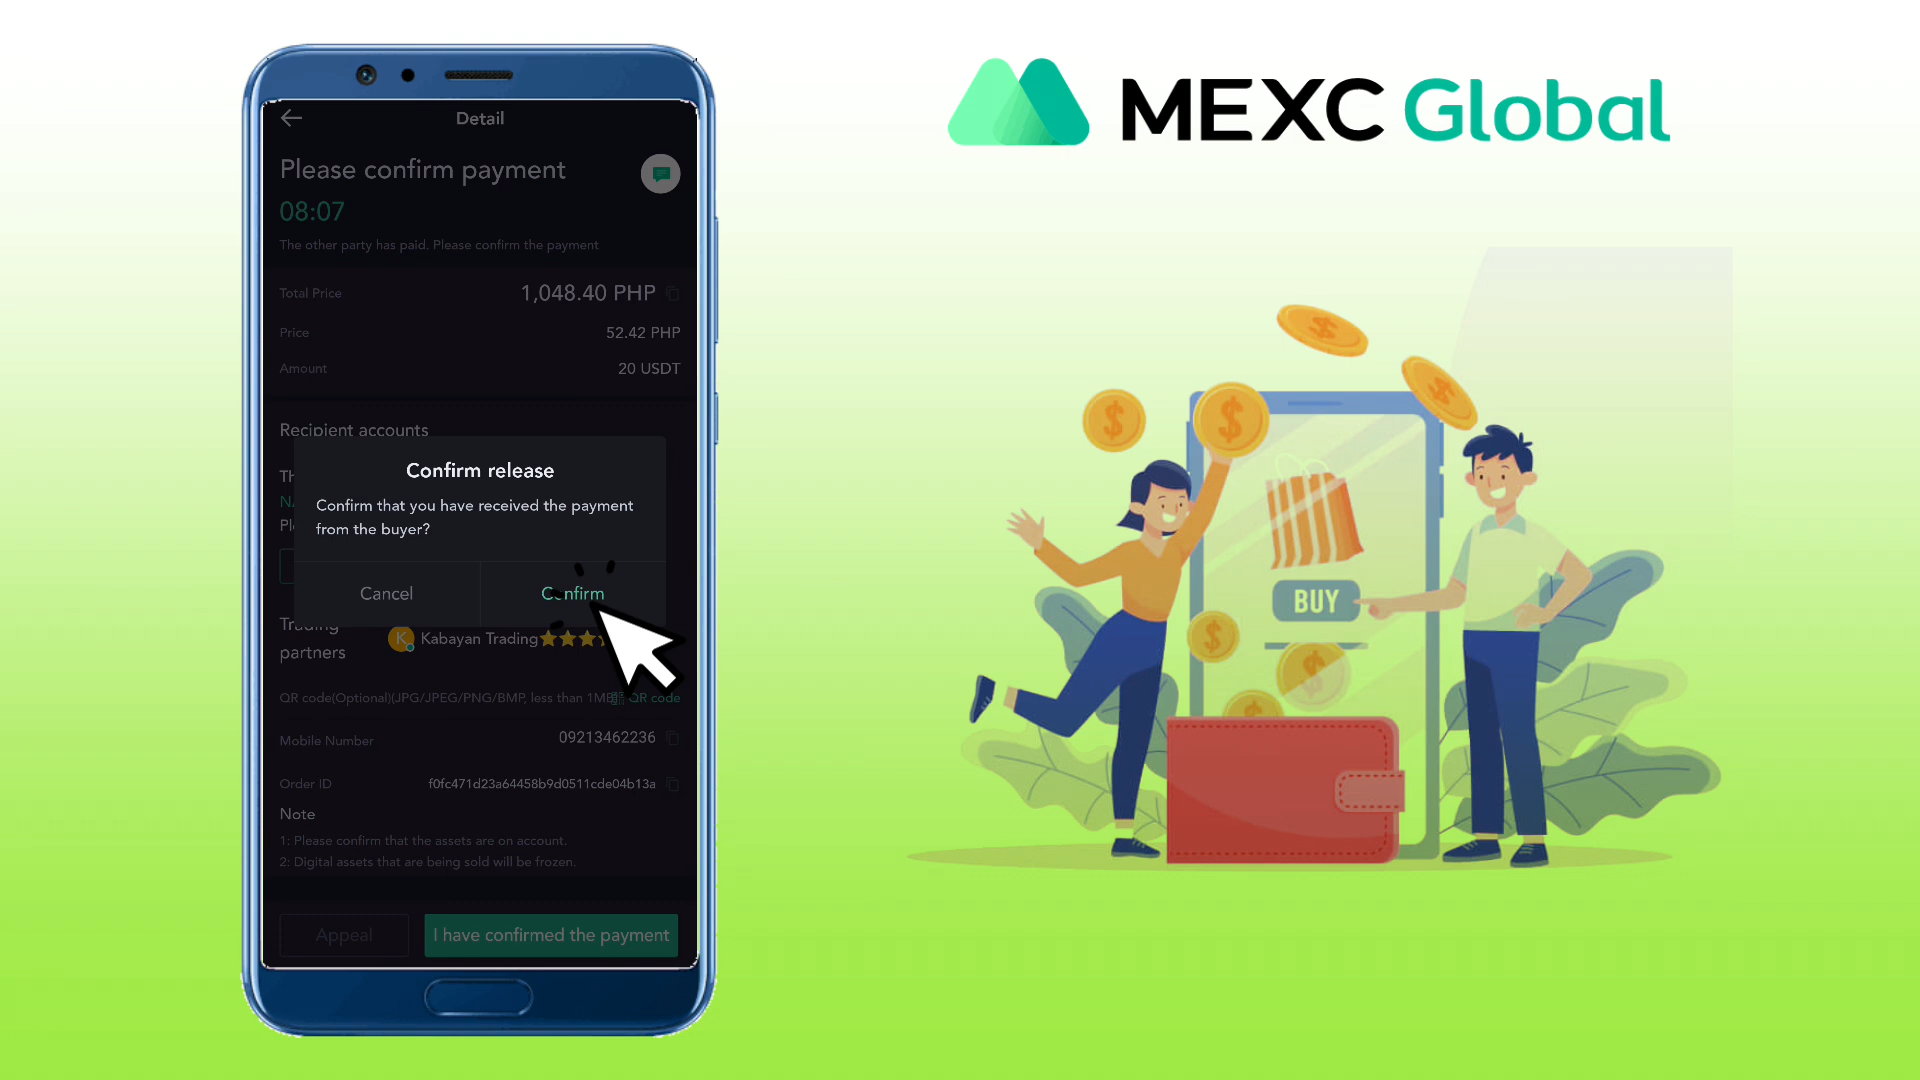 Detail
Please confirm payment
08:07
The other party has paid. Please confirm the payment
Total Price 1,048.40 PHP
Price 52.42 PHP
Amount 20 USDT
Recipient accounts
Confirm release
Confirm that you have received the payment
from the buyer?
Cancel Confirm
Trading
partners
K Kabayan Trading
QR code(Optional)(JPG/JPEG/PNG/BMP, less than 1MB QR code
Mobile Number 09213462236
Order ID f0fc471d23a64458b9d0511cde04b13a
Note
1: Please confirm that the assets are on account.
2: Digital assets that are being sold will be frozen.
Appeal I have confirmed the payment
MEXC Global
BUY